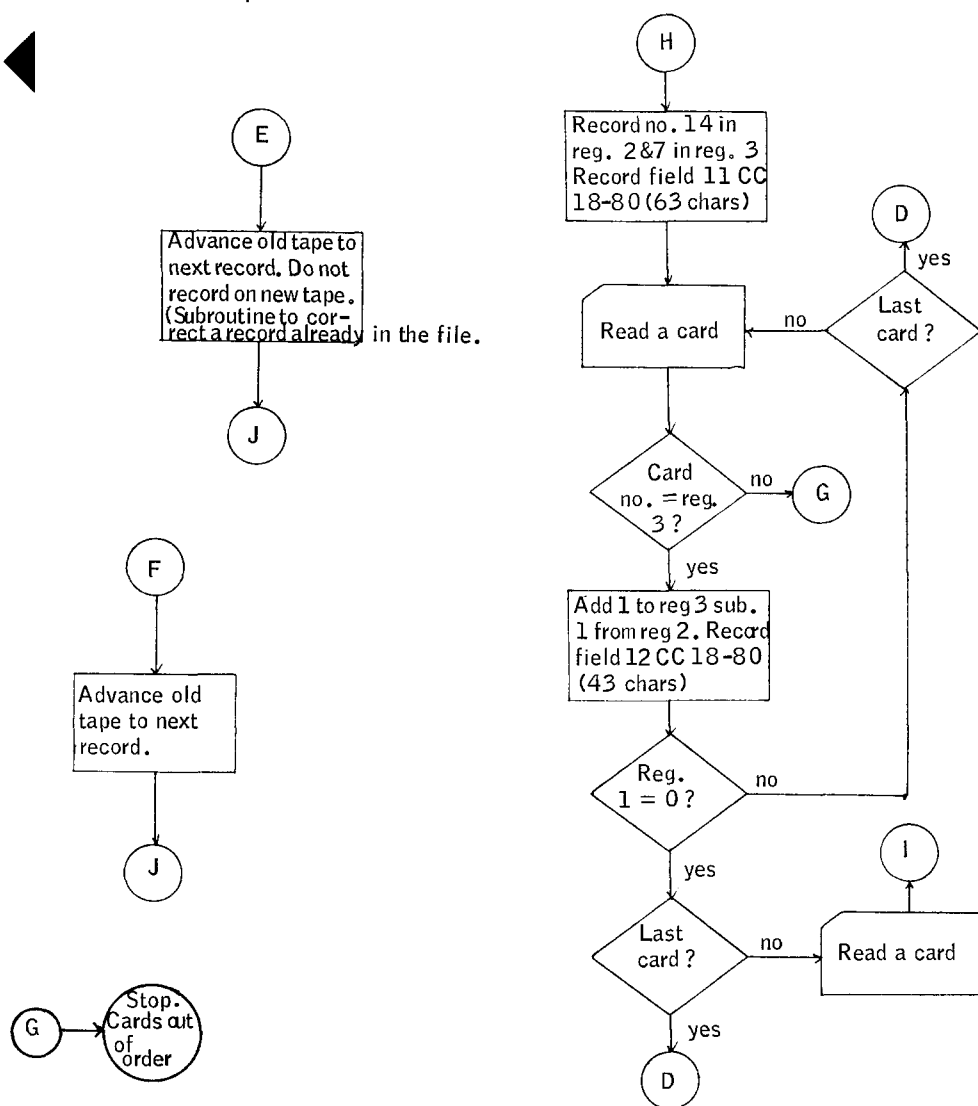 E
Advance old tape to
next record. Do not
record on new tape.
(Subroutine to cor-
rect a record already in the file.
J
F
Advance old
tape to next
record.
J
G
Stop.
Cards out
of
order
H
Record no. 14 in
reg. 2 & 7 in reg. 3
Record field 11 CC
18-80 (63 chars)
Read a card
no
Last
card?
yes
D
Card
no. = reg.
3?
no
G
yes
Add 1 to reg 3 sub.
1 from reg 2. Record
field 12 CC 18-80
(43 chars)
Reg.
1 = 0?
no
yes
Last
card?
no
Read a card
I
yes
D